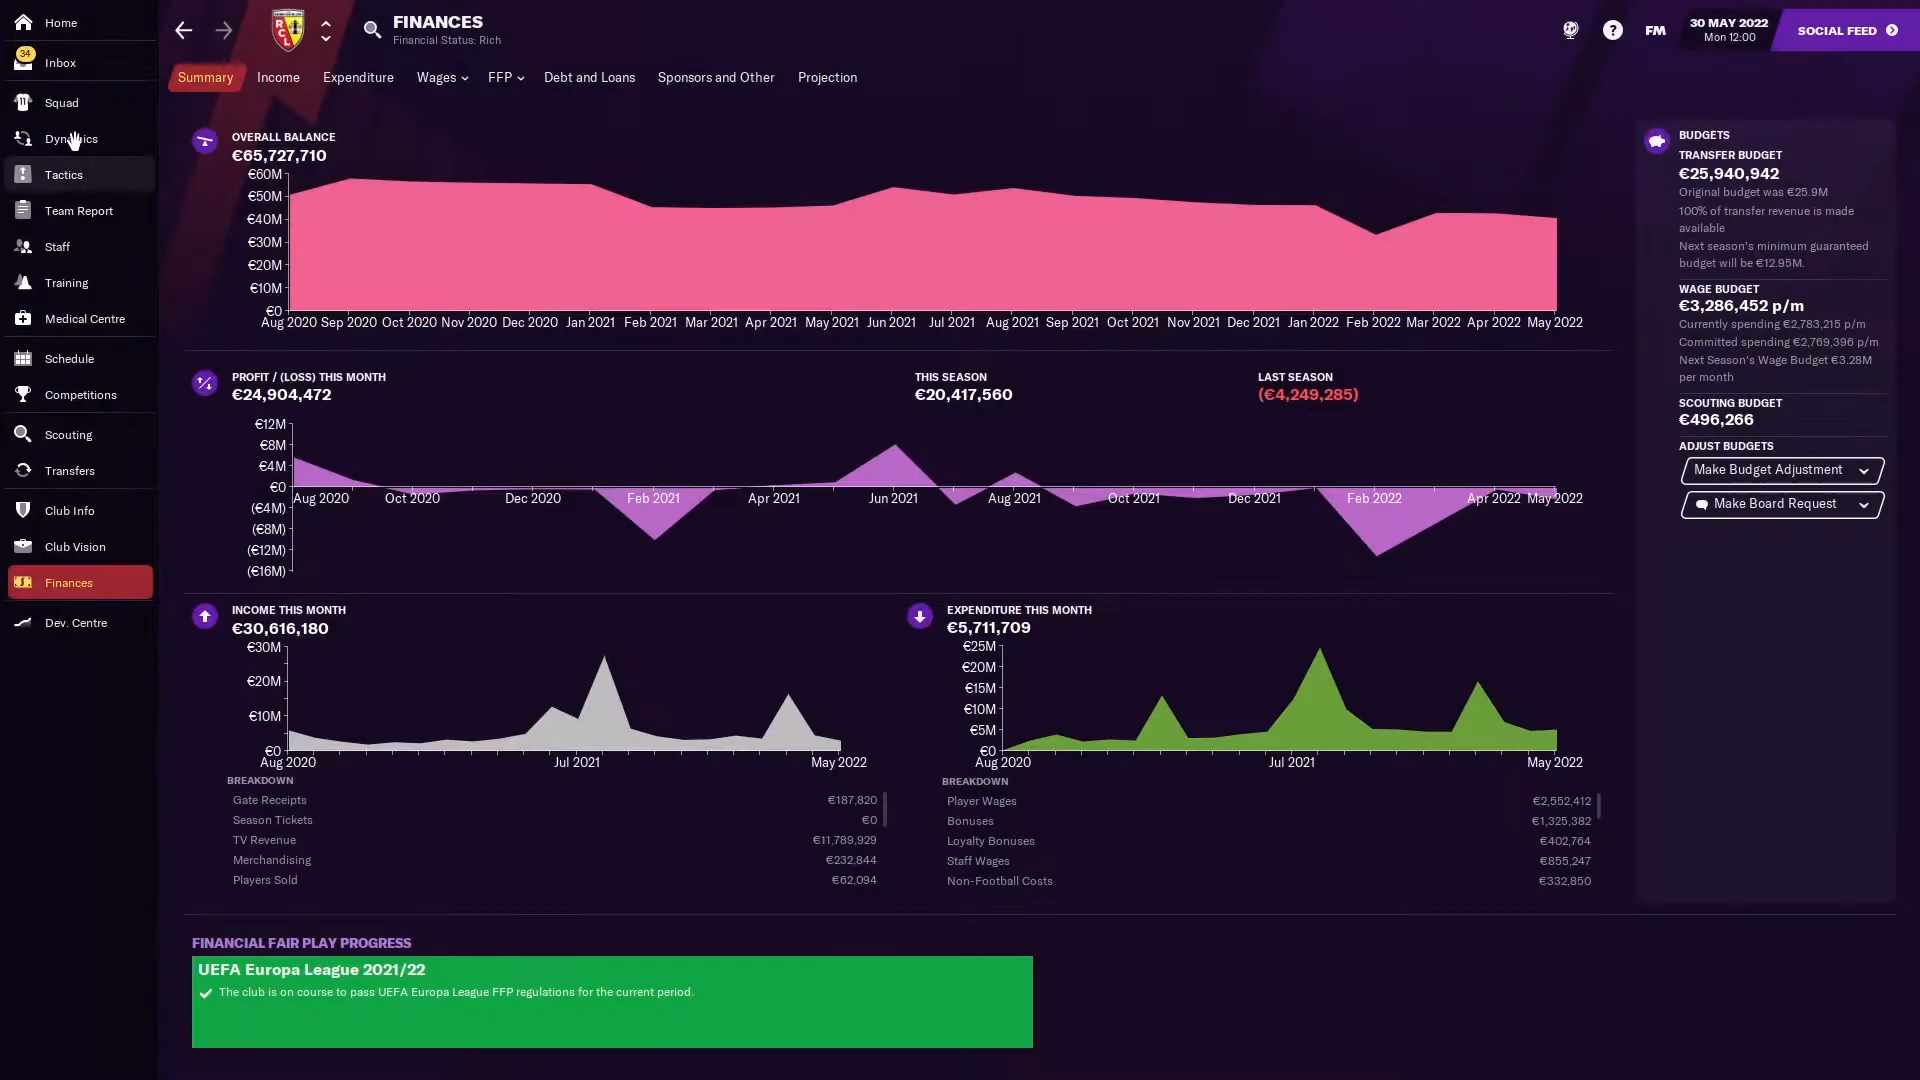 Home
34
Inbox
Squad
Tactics
Team Report
Staff
Training
Medical Centre
Schedule
Competitions
Scouting
Transfers
Club Info
Club Vision
Finances
Dev. Centre
RCL
FINANCES
Financial Status: Rich
?
FM
30 MAY 2022
Mon 12:00
SOCIAL FEED
Summary Income Expenditure Wages FFP Debt and Loans Sponsors and Other Projection
OVERALL BALANCE
€65,727,710
€60M
€50M
€40M
€30M
€20M
€10M
€0
Aug 2020 Sep 2020 Oct 2020 Nov 2020 Dec 2020 Jan 2021 Feb 2021 Mar 2021 Apr 2021 May 2021 Jun 2021 Jul 2021 Aug 2021 Sep 2021 Oct 2021 Nov 2021 Dec 2021 Jan 2022 Feb 2022 Mar 2022 Apr 2022 May 2022
PROFIT / (LOSS) THIS MONTH
€24,904,472
THIS SEASON
€20,417,560
LAST SEASON
(€4,249,285)
€12M
€8M
€4M
€0
(€4M)
(€8M)
(€12M)
(€16M)
Aug 2020 Oct 2020 Dec 2020 Feb 2021 Apr 2021 Jun 2021 Aug 2021 Oct 2021 Dec 2021 Feb 2022 Apr 2022 May 2022
INCOME THIS MONTH
€30,616,180
€30M
€20M
€10M
€0
Aug 2020 Jul 2021 May 2022
BREAKDOWN
Gate Receipts €187,820
Season Tickets €0
TV Revenue €11,789,929
Merchandising €232,844
Players Sold €62,094
EXPENDITURE THIS MONTH
€5,711,709
€25M
€20M
€15M
€10M
€5M
€0
Aug 2020 Jul 2021 May 2022
BREAKDOWN
Player Wages €2,552,412
Bonuses €1,325,382
Loyalty Bonuses €402,764
Staff Wages €855,247
Non-Football Costs €332,850
BUDGETS
TRANSFER BUDGET
€25,940,942
Original budget was €25.9M
100% of transfer revenue is made
available
Next season's minimum guaranteed
budget will be €12.95M.
WAGE BUDGET
€3,286,452 p/m
Currently spending €2,783,215 p/m
Committed spending €2,769,396 p/m
Next Season's Wage Budget €3.28M
per month
SCOUTING BUDGET
€496,266
ADJUST BUDGETS
Make Budget Adjustment
Make Board Request
FINANCIAL FAIR PLAY PROGRESS
UEFA Europa League 2021/22
The club is on course to pass UEFA Europa League FFP regulations for the current period.